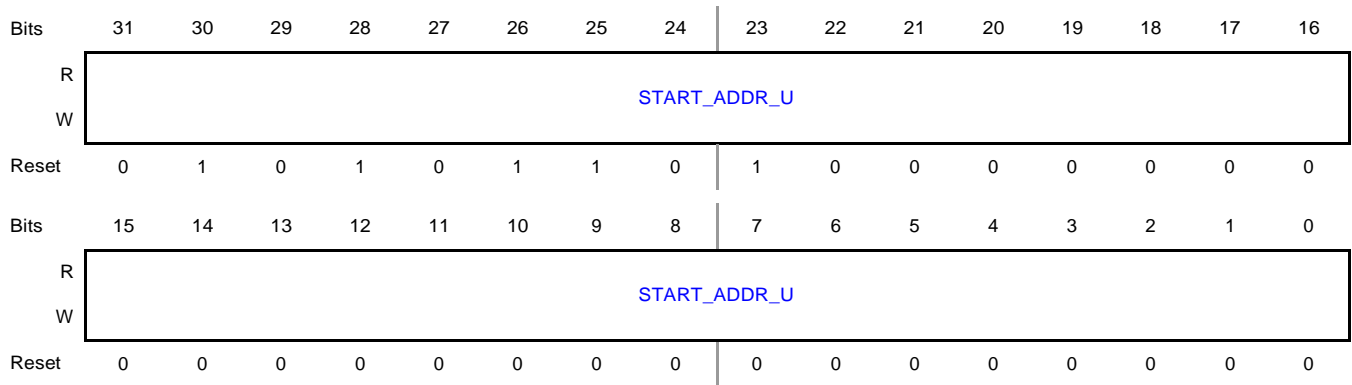 Bits 31 30 29 28 27 26 25 24 23 22 21 20 19 18 17 16
R
START_ADDR_U
W
Reset 0 1 0 1 0 1 1 0 1 0 0 0 0 0 0 0
Bits 15 14 13 12 11 10 9 8 7 6 5 4 3 2 1 0
R
START_ADDR_U
W
Reset 0 0 0 0 0 0 0 0 0 0 0 0 0 0 0 0